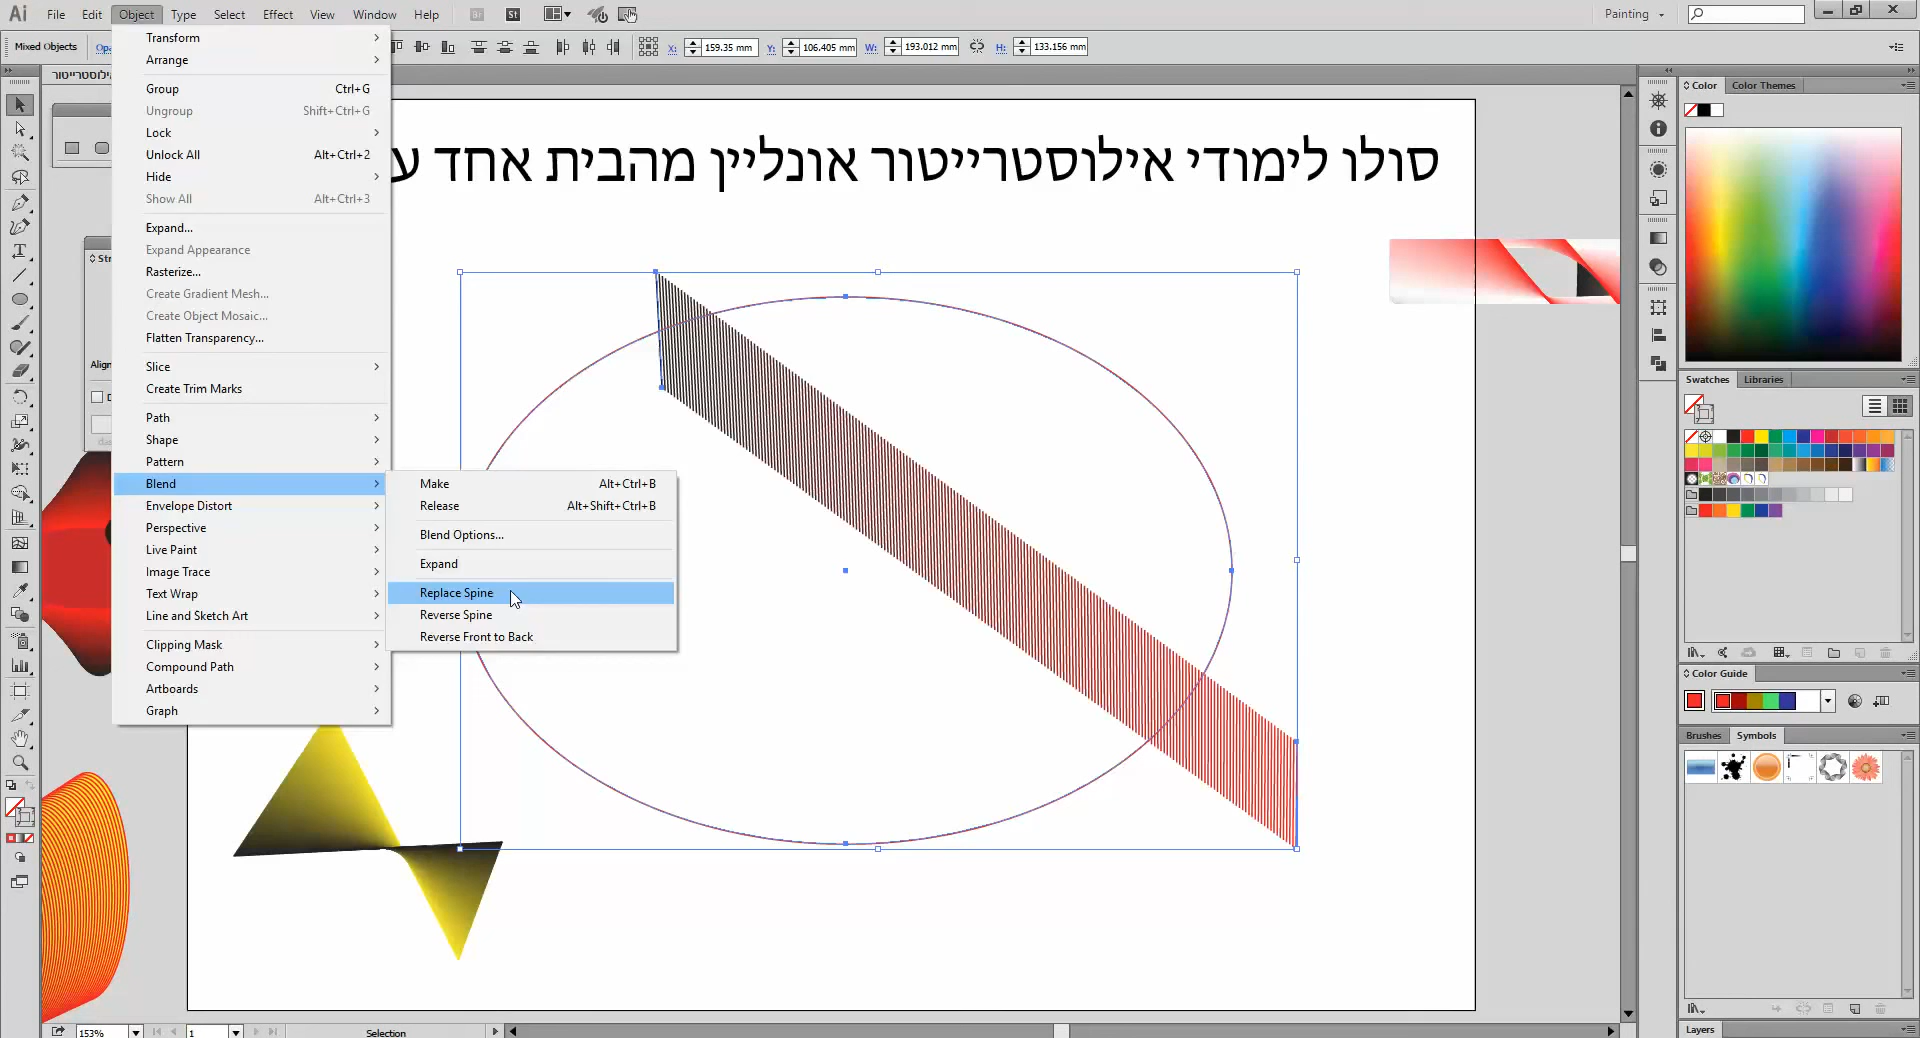 Ai File Edit Object Type Select Effect View Window Help Br St Painting
Mixed Objects X: 159.35 mm Y: 106.405 mm W: 193.012 mm H: 133.156 mm
Transform
Arrange
Group Ctrl+G
Ungroup Shift+Ctrl+G
Lock
Unlock All Alt+Ctrl+2
Hide
Show All Alt+Ctrl+3
Expand...
Expand Appearance
Rasterize...
Create Gradient Mesh...
Create Object Mosaic...
Flatten Transparency...
Slice
Create Trim Marks
Path
Shape
Pattern
Blend
Envelope Distort
Perspective
Live Paint
Image Trace
Text Wrap
Line and Sketch Art
Clipping Mask
Compound Path
Artboards
Graph
Make Alt+Ctrl+B
Release Alt+Shift+Ctrl+B
Blend Options...
Expand
Replace Spine
Reverse Spine
Reverse Front to Back
סולו לימודי אילוסטרייטור אונליין מהבית אחד ע
Color Color Themes
Swatches Libraries
Color Guide
Brushes Symbols
Layers
153% 1 Selection